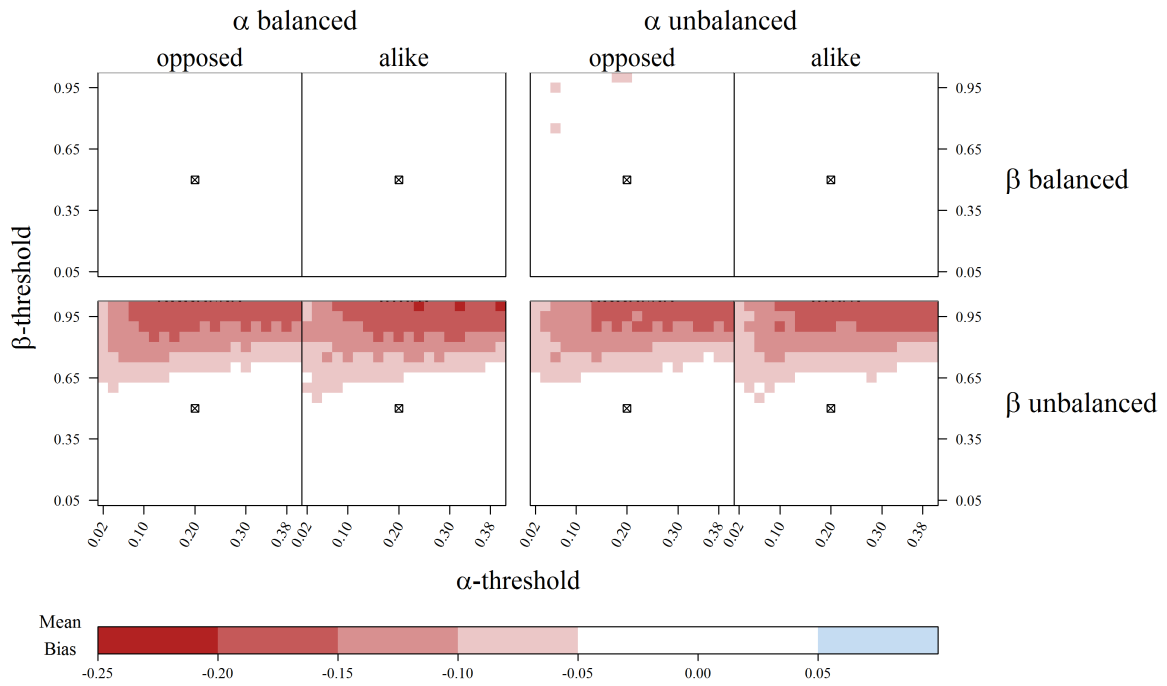 α balanced α unbalanced
opposed alike opposed alike
0.95 0.95
0.65 0.65
β balanced
0.35 0.35
0.05 0.05
β-threshold
0.95 0.95
0.65 0.65
β unbalanced
0.35 0.35
0.05 0.05
0.02 0.10 0.20 0.30 0.38 0.02 0.10 0.20 0.30 0.38 0.02 0.10 0.20 0.30 0.38 0.02 0.10 0.20 0.30 0.38
α-threshold
Mean
Bias
-0.25 -0.20 -0.15 -0.10 -0.05 0.00 0.05